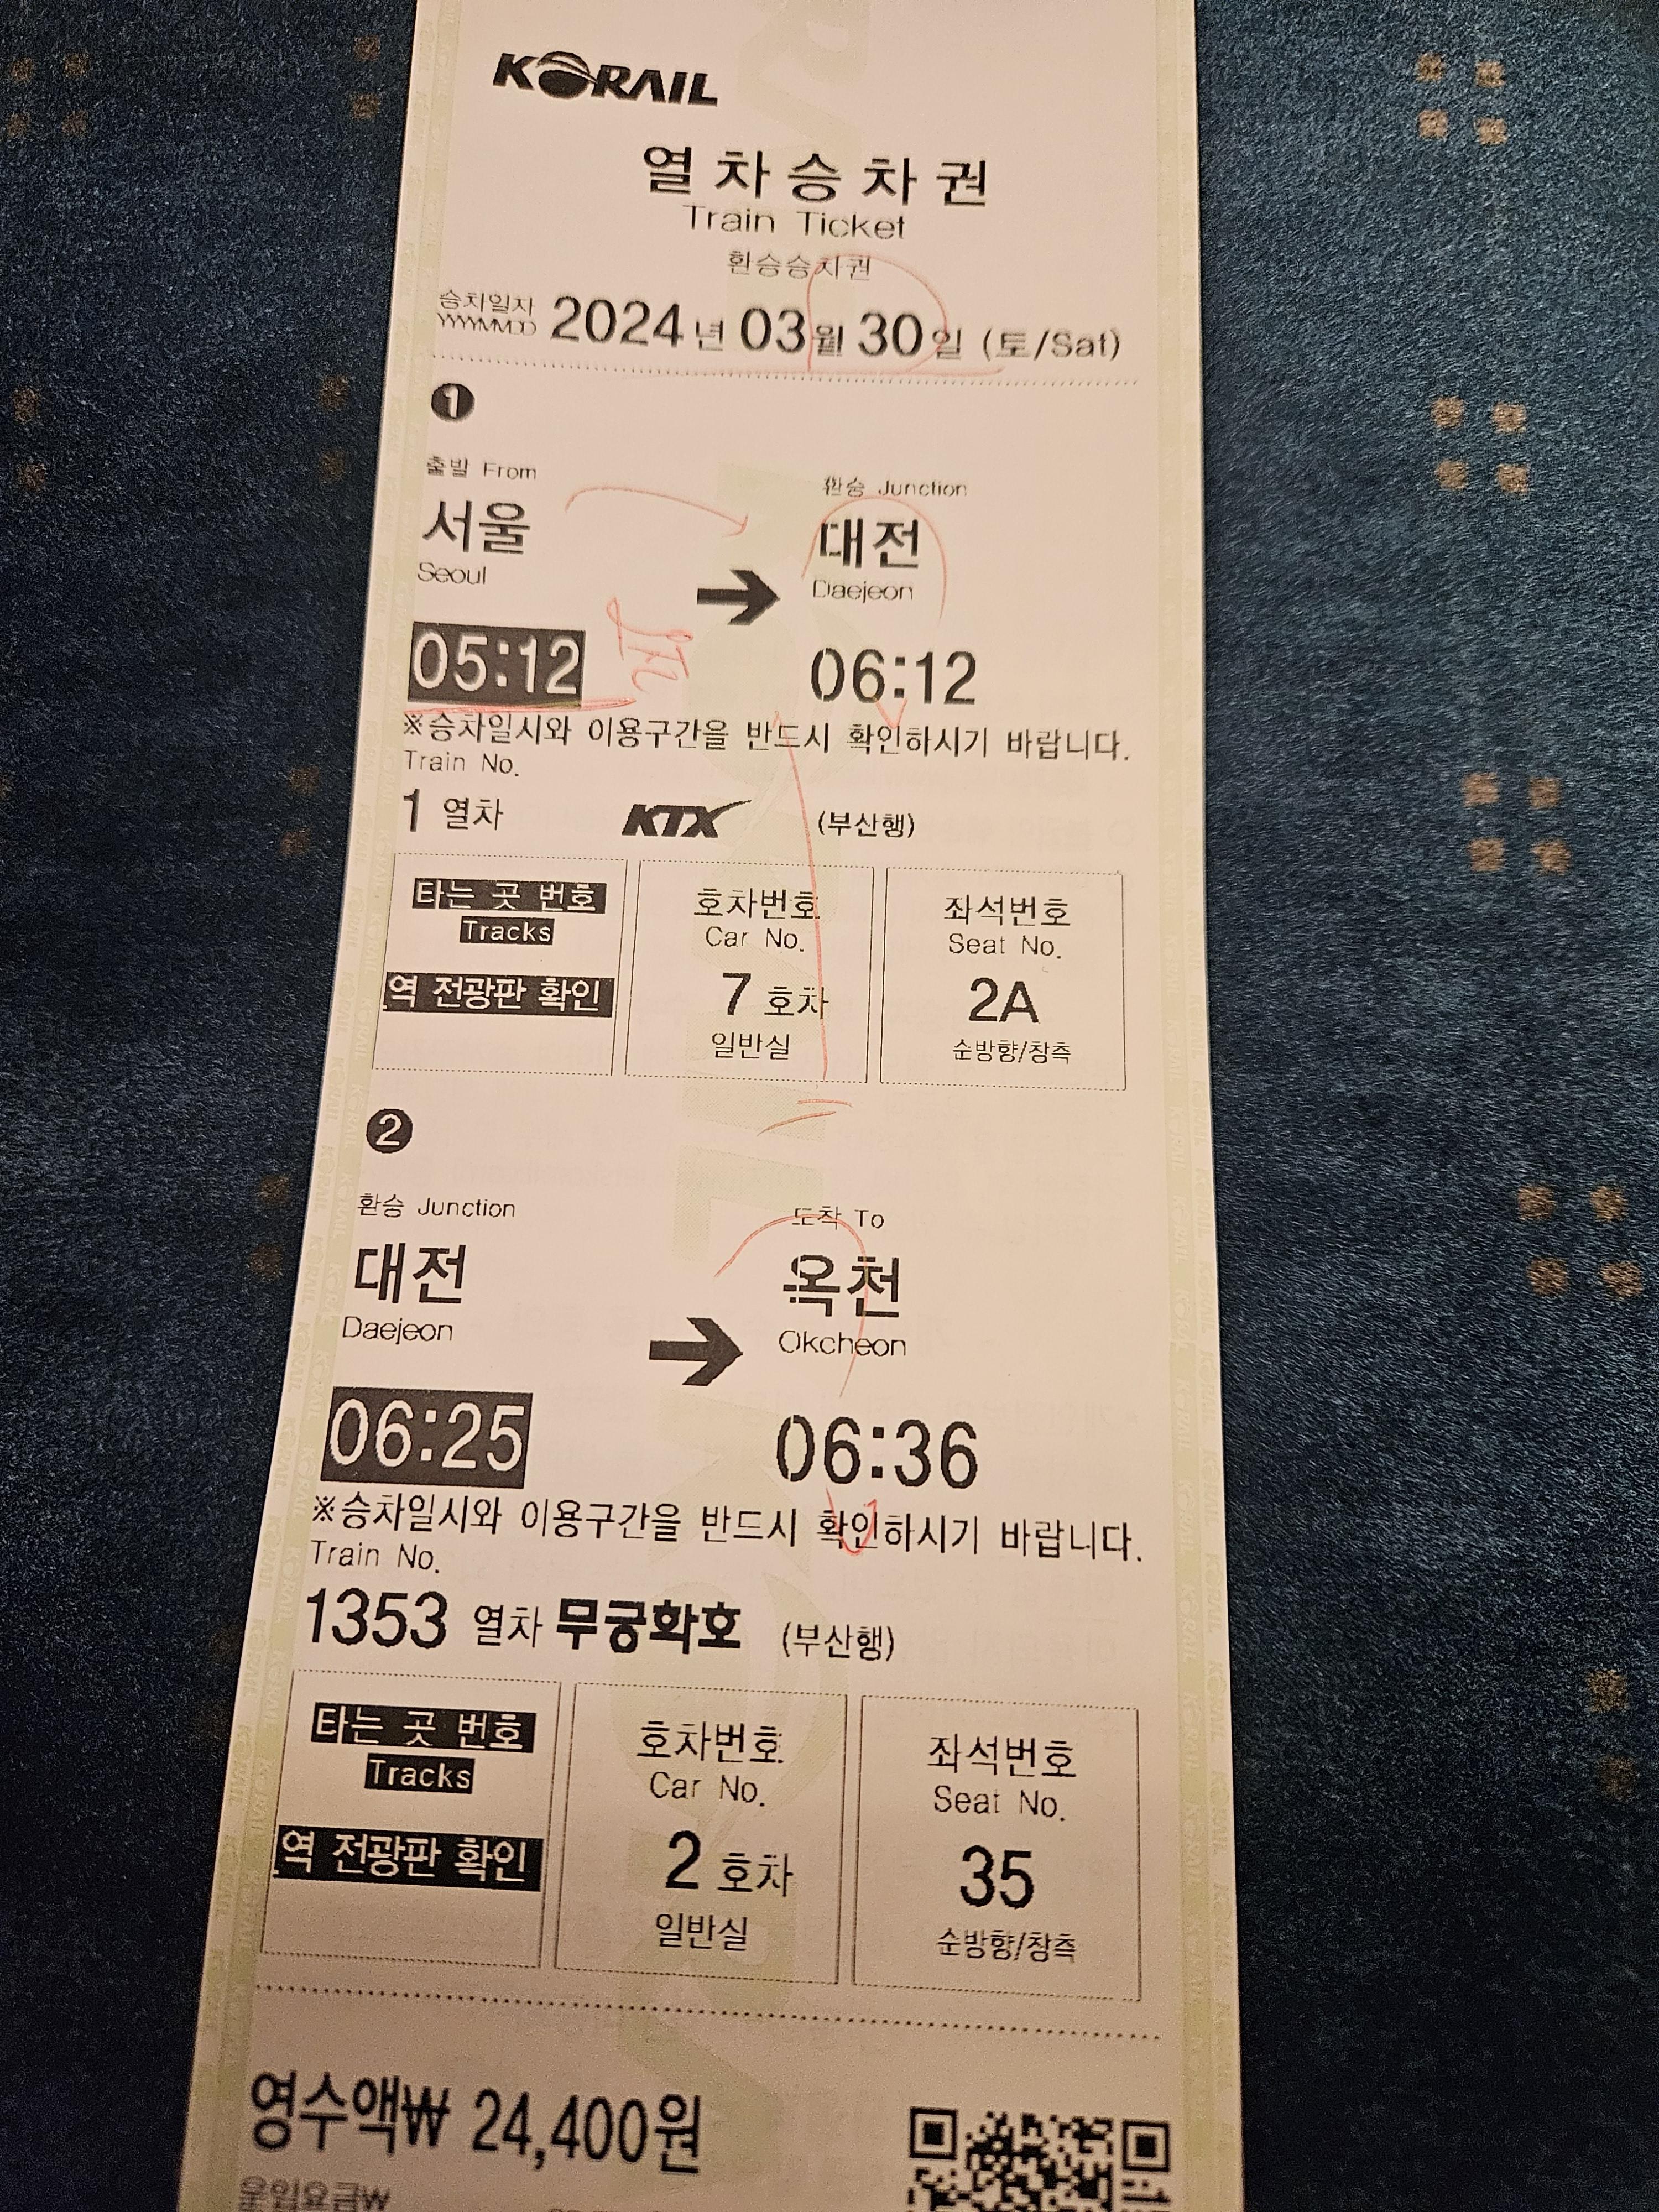 KORAIL
열차승차권
Train Ticket
환승승차권
승차일자 2024년 03월 30일 (토/Sat)
YYYYMMDD
❶
출발 From 환승 Junction
서울 → 대전
Seoul Daejeon
05:12 06:12
※승차일시와 이용구간을 반드시 확인하시기 바랍니다.
Train No.
1 열차 KTX (부산행)
타는 곳 번호 호차번호 좌석번호
Tracks Car No. Seat No.
역 전광판 확인 7 호차 2A
일반실 순방향/창측
❷
환승 Junction 도착 To
대전 → 옥천
Daejeon Okcheon
06:25 06:36
※승차일시와 이용구간을 반드시 확인하시기 바랍니다.
Train No.
1353 열차 무궁화호 (부산행)
타는 곳 번호 호차번호 좌석번호
Tracks Car No. Seat No.
역 전광판 확인 2 호차 35
일반실 순방향/창측
영수액₩ 24,400원
운임요금₩